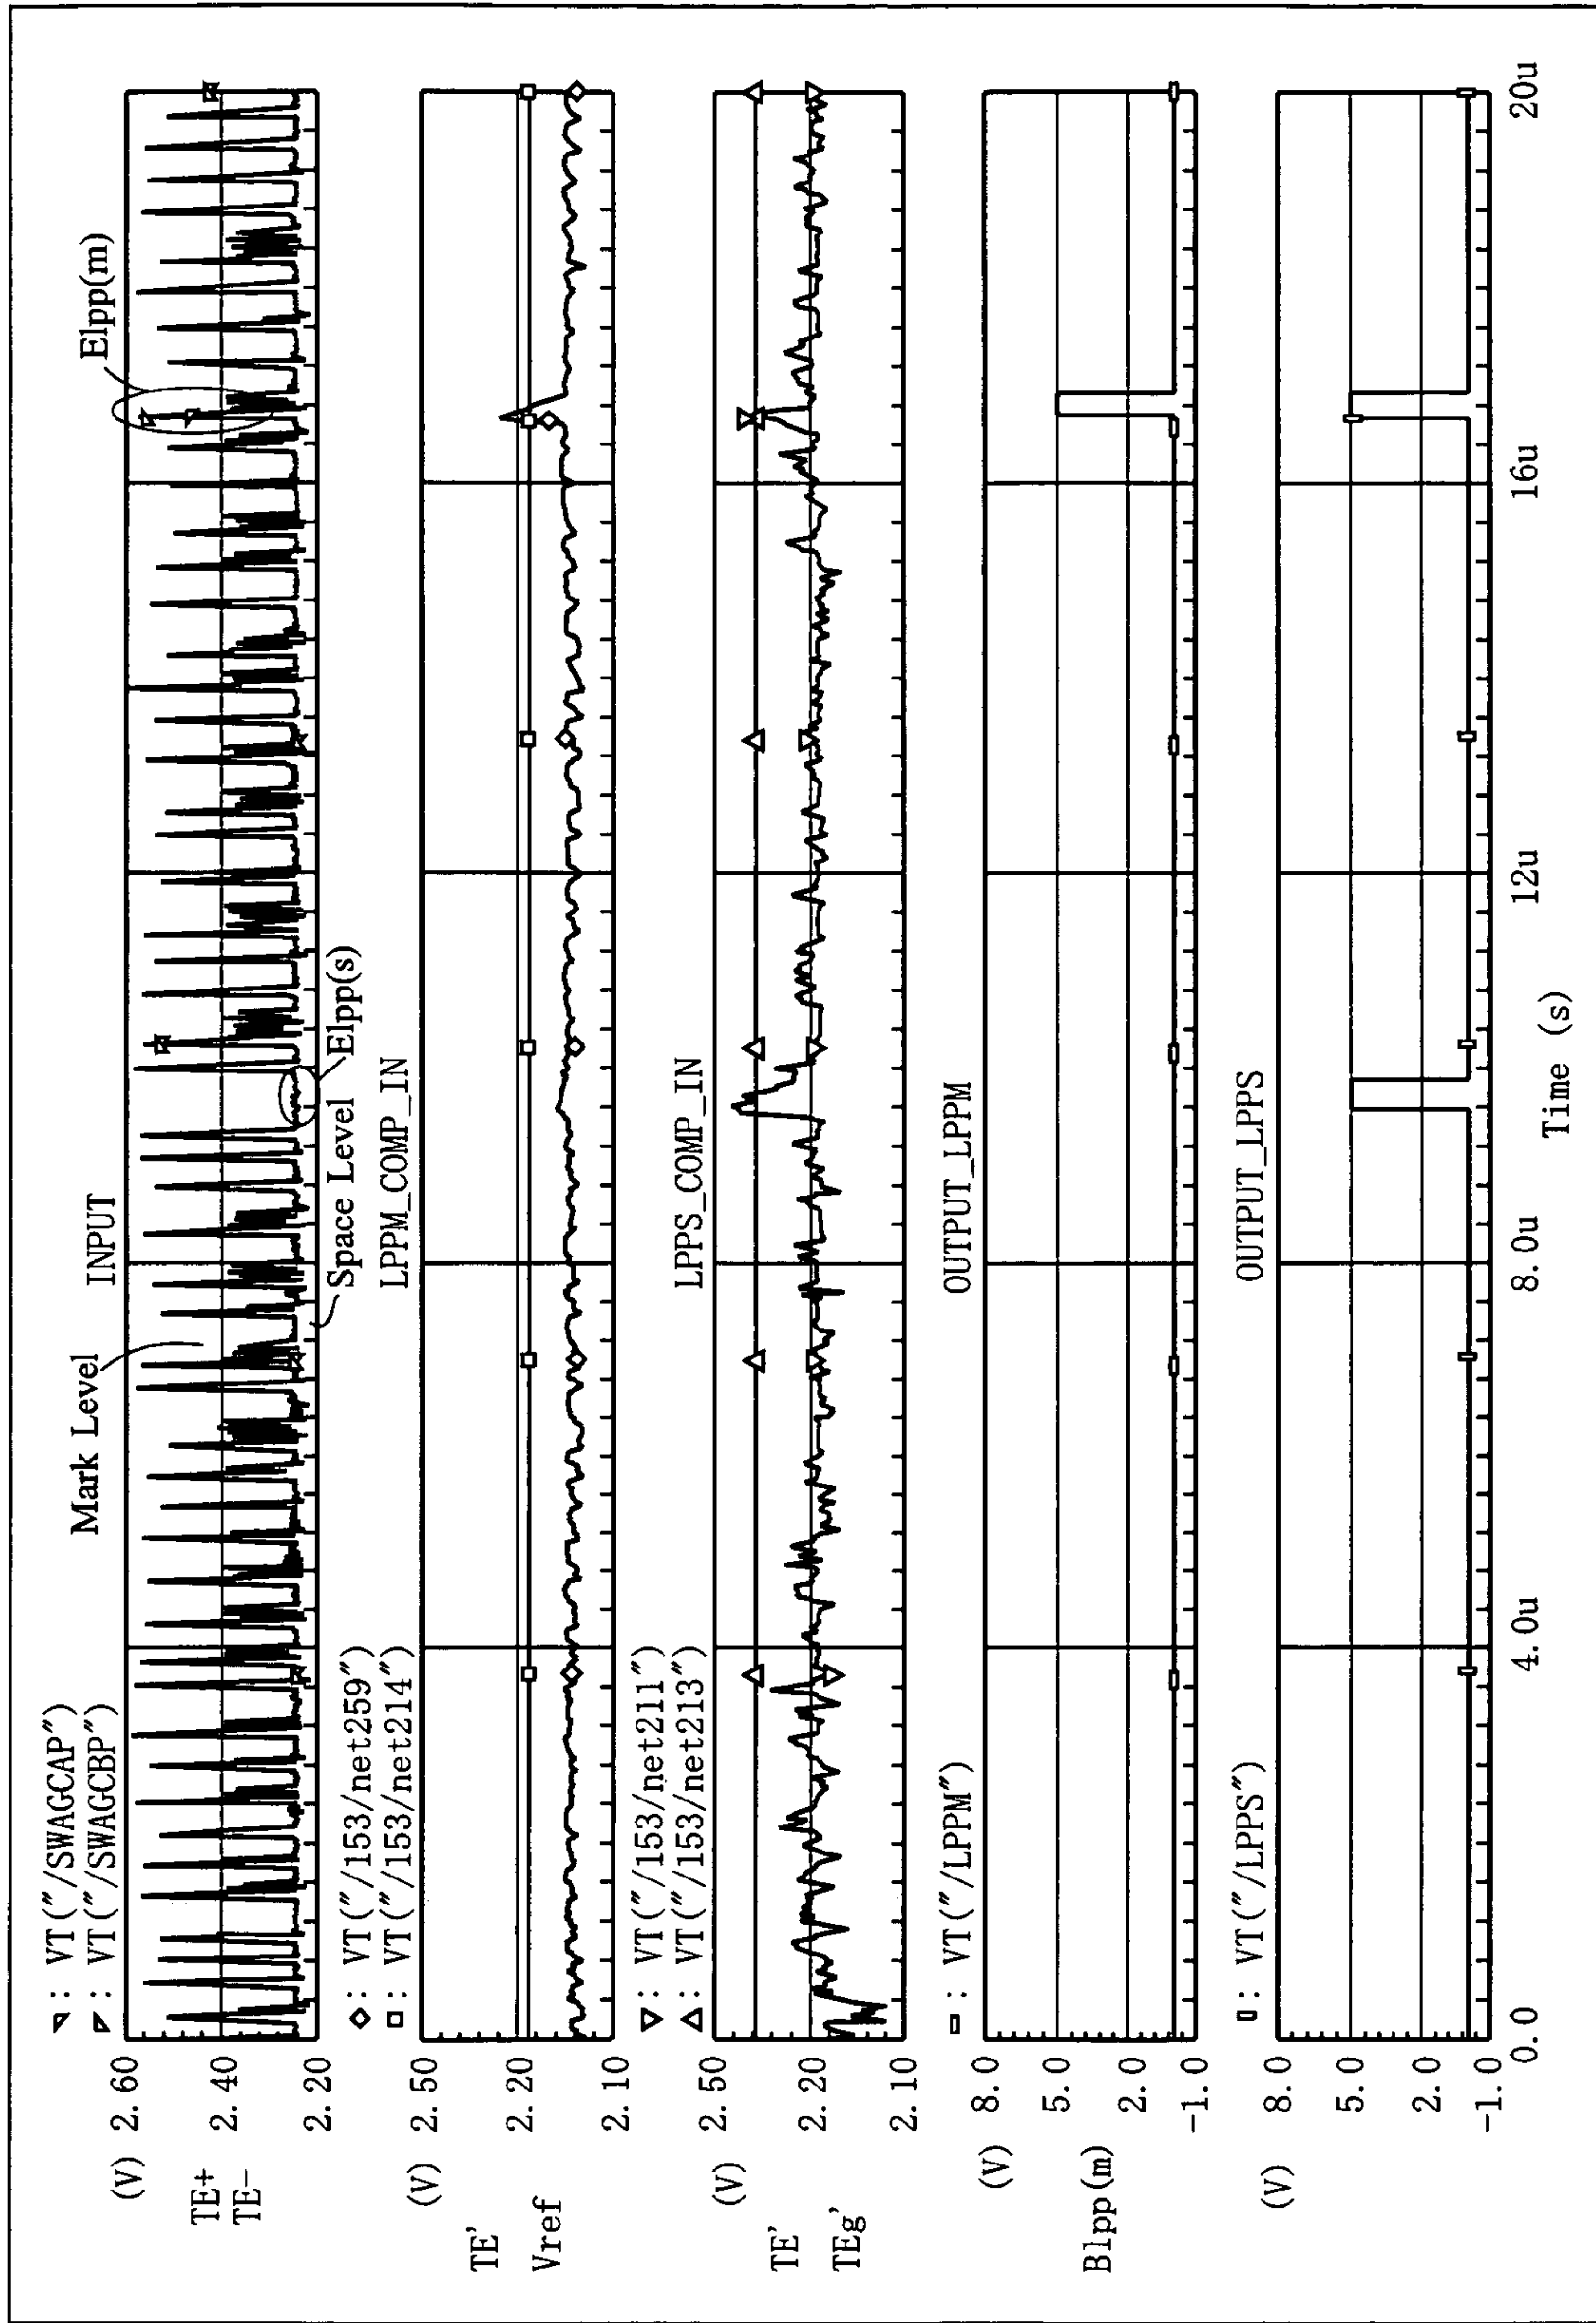 ◥: VT("/SWAGCAP")
◤: VT("/SWAGCBP")
Mark Level
INPUT
Elpp(m)
(V)
2.60
2.40
2.20
TE+
TE-
Space Level
Elpp(s)
◇: VT("/153/net259")
□: VT("/153/net214")
LPPM_COMP_IN
(V)
2.50
2.20
2.10
TE'
Vref
▽: VT("/153/net211")
△: VT("/153/net213")
LPPS_COMP_IN
(V)
2.50
2.20
2.10
TE'
TEg'
▭: VT("/LPPM")
OUTPUT_LPPM
(V)
8.0
5.0
2.0
-1.0
Blpp(m)
▯: VT("/LPPS")
OUTPUT_LPPS
(V)
8.0
5.0
2.0
-1.0
0.0 4.0u 8.0u 12u 16u 20u
Time (s)